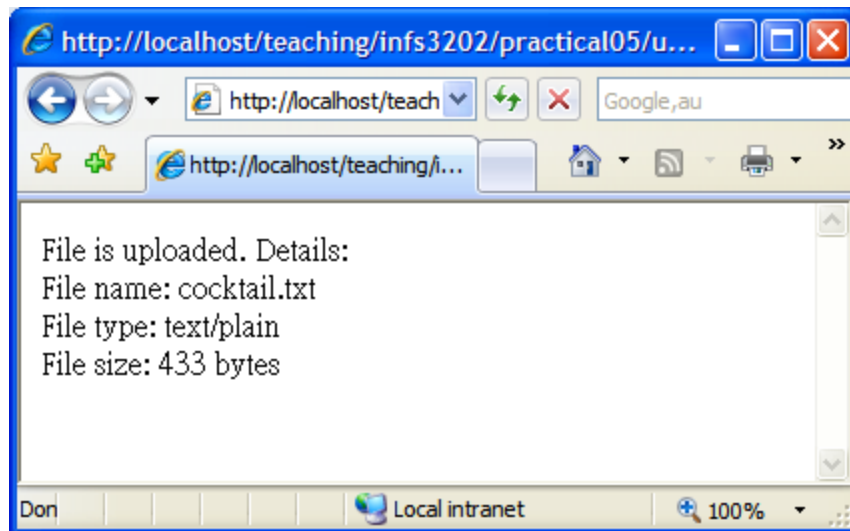 http://localhost/teaching/infs3202/practical05/u...
http://localhost/teach
Google,au
http://localhost/teaching/i...
File is uploaded. Details:
File name: cocktail.txt
File type: text/plain
File size: 433 bytes
Don
Local intranet
100%